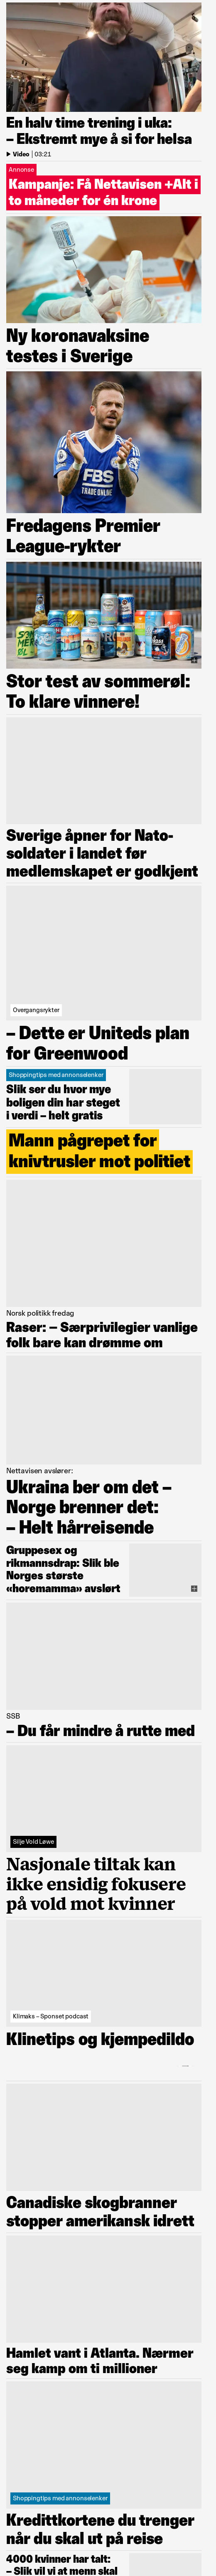 En halv time trening i uka:
– Ekstremt mye å si for helsa
Video | 03:21
Annonse
Kampanje: Få Nettavisen +Alt i
to måneder for én krone
Ny koronavaksine
testes i Sverige
FBS
TRADE ONLINE
Fredagens Premier
League-rykter
Stor test av sommerøl:
To klare vinnere!
Sverige åpner for Nato-
soldater i landet før
medlemskapet er godkjent
Overgangsrykter
– Dette er Uniteds plan
for Greenwood
Shoppingtips med annonselenker
Slik ser du hvor mye
boligen din har steget
i verdi – helt gratis
Mann pågrepet for
knivtrusler mot politiet
Norsk politikk fredag
Raser: – Særprivilegier vanlige
folk bare kan drømme om
Nettavisen avslører:
Ukraina ber om det –
Norge brenner det:
– Helt hårreisende
Gruppesex og
rikmannsdrap: Slik ble
Norges største
«horemamma» avslørt
SSB
– Du får mindre å rutte med
Silje Vold Løwe
Nasjonale tiltak kan
ikke ensidig fokusere
på vold mot kvinner
Klimaks – Sponset podcast
Klinetips og kjempedildo
Canadiske skogbranner
stopper amerikansk idrett
Hamlet vant i Atlanta. Nærmer
seg kamp om ti millioner
Shoppingtips med annonselenker
Kredittkortene du trenger
når du skal ut på reise
4000 kvinner har talt:
– Slik vil vi at menn skal